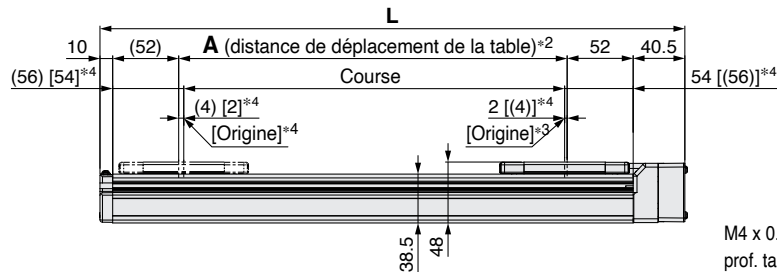 L
10
(52)
A (distance de déplacement de la table)*2
52
40.5
(56) [54]*4
Course
54 [(56)]*4
(4) [2]*4
2 [(4)]*4
[Origine]*4
[Origine]*3
38.5
48
M4 x 0.
prof. ta